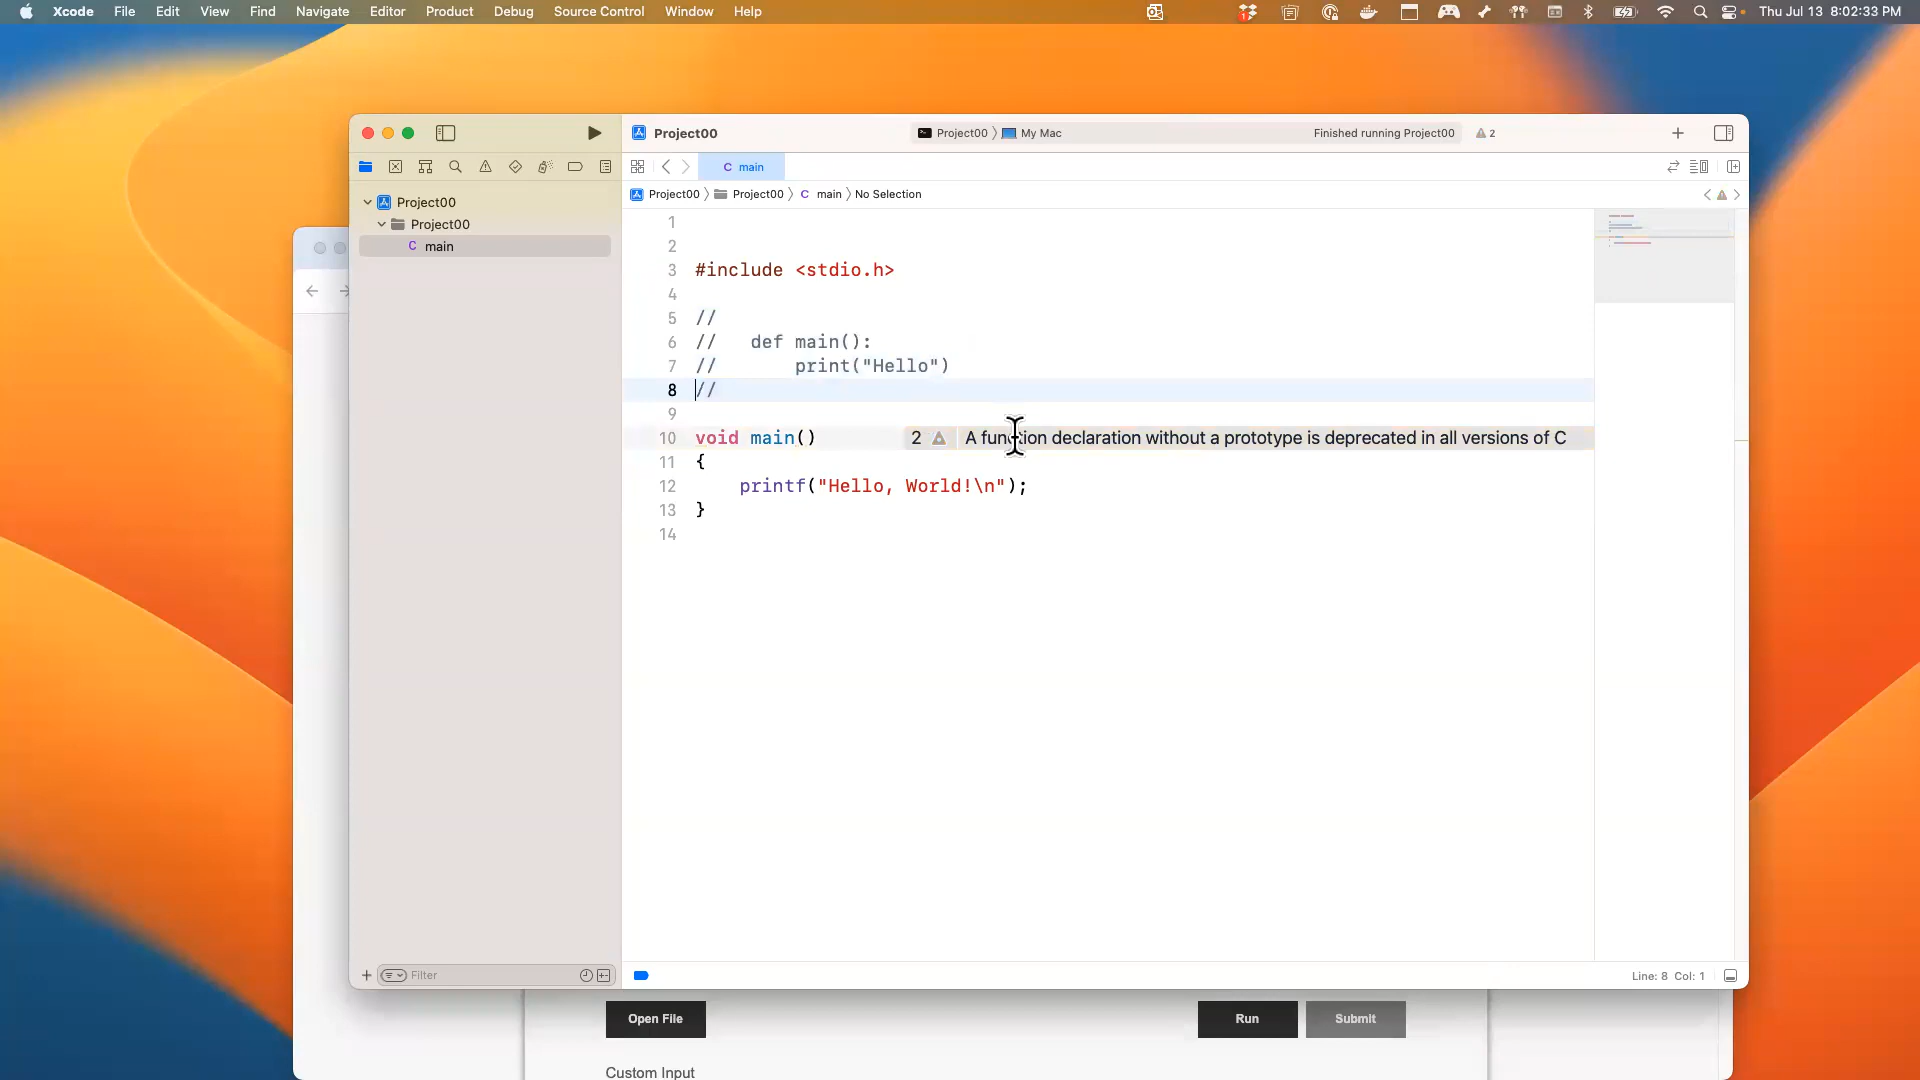 Xcode File Edit View Find Navigate Editor Product Debug Source Control Window Help Thu Jul 13 8:02:33 PM
Project00 Project00 My Mac Finished running Project00 2
C main
Project00 Project00 C main No Selection
Project00
Project00
C main
1
2
3 #include <stdio.h>
4
5 //
6 // def main():
7 // print("Hello")
8 //
9
10 void main() 2 A function declaration without a prototype is deprecated in all versions of C
11 {
12 printf("Hello, World!\n");
13 }
14
Filter
Line: 8 Col: 1
Open File Run Submit
Custom Input